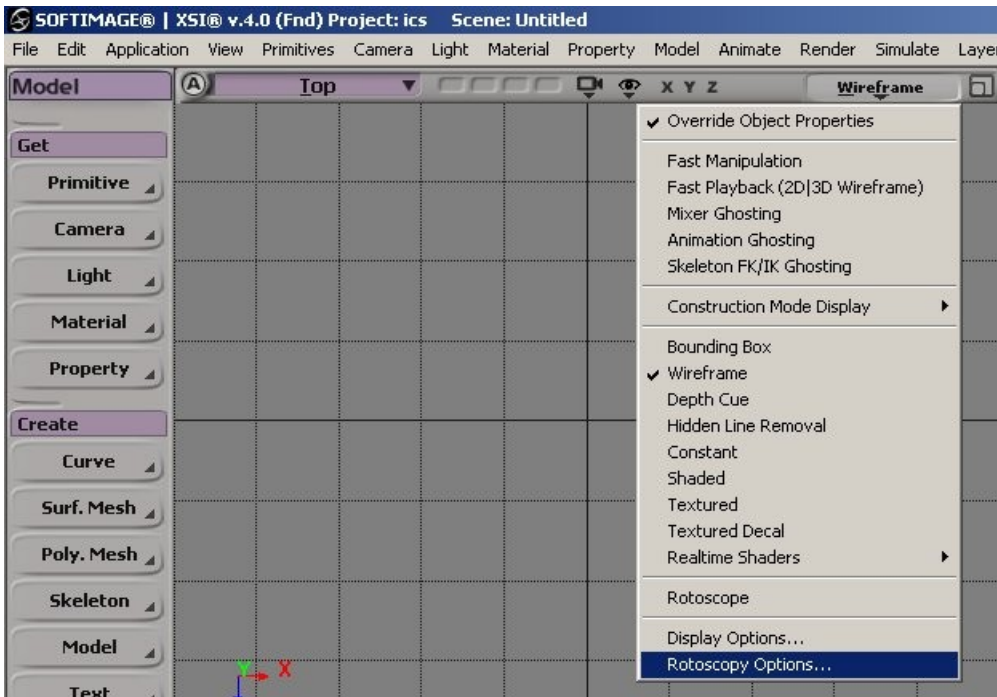 SOFTIMAGE® | XSI® v.4.0 (Fnd) Project: ics Scene: Untitled
File Edit Application View Primitives Camera Light Material Property Model Animate Render Simulate Laye
Model
A Top X Y Z Wireframe
Get
Primitive
Camera
Light
Material
Property
Create
Curve
Surf. Mesh
Poly. Mesh
Skeleton
Model
Text
Y X
Override Object Properties
Fast Manipulation
Fast Playback (2D|3D Wireframe)
Mixer Ghosting
Animation Ghosting
Skeleton FK/IK Ghosting
Construction Mode Display
Bounding Box
Wireframe
Depth Cue
Hidden Line Removal
Constant
Shaded
Textured
Textured Decal
Realtime Shaders
Rotoscope
Display Options...
Rotoscopy Options...